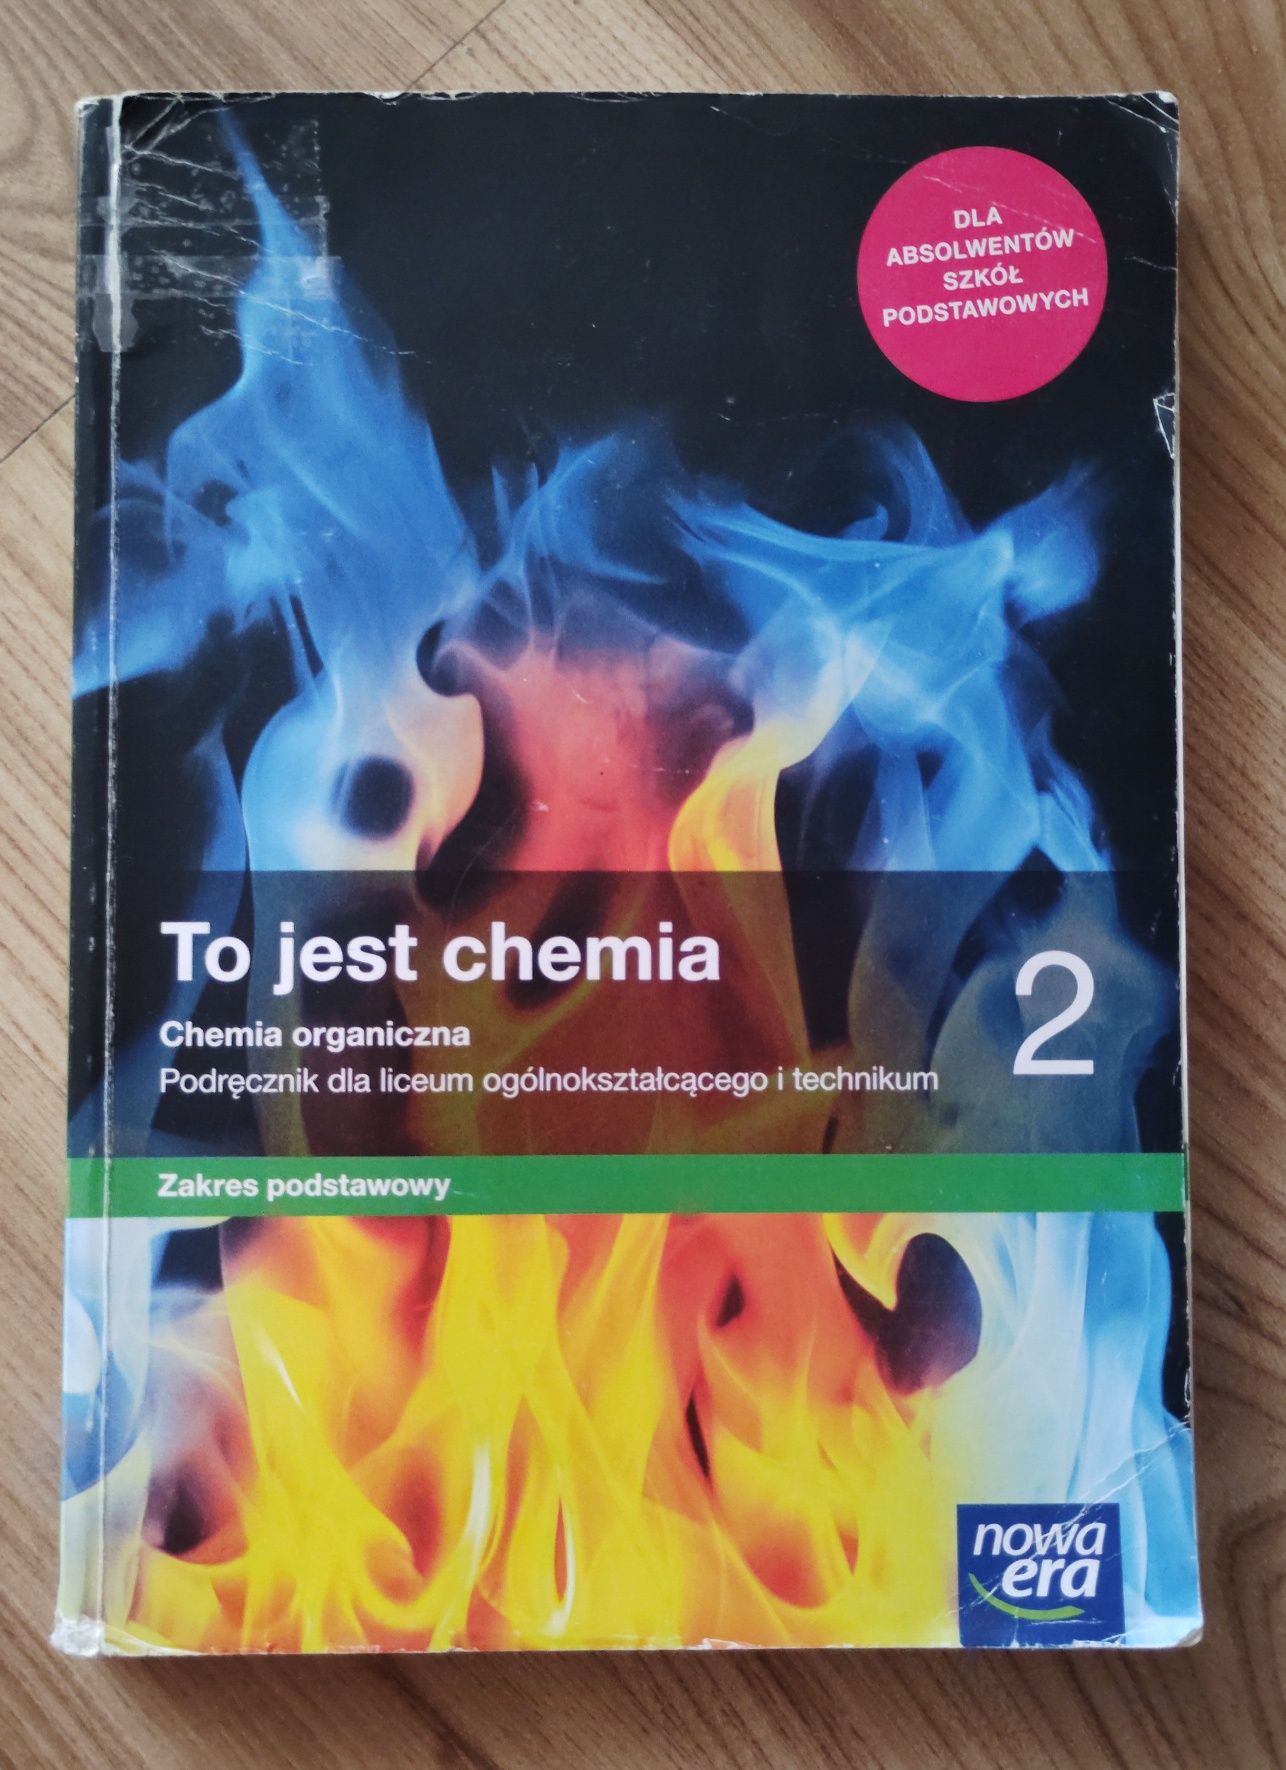 DLA
ABSOLWENTÓW
SZKÓŁ
PODSTAWOWYCH
To jest chemia
2
Chemia organiczna
Podręcznik dla liceum ogólnokształcącego i technikum
Zakres podstawowy
nowa
era